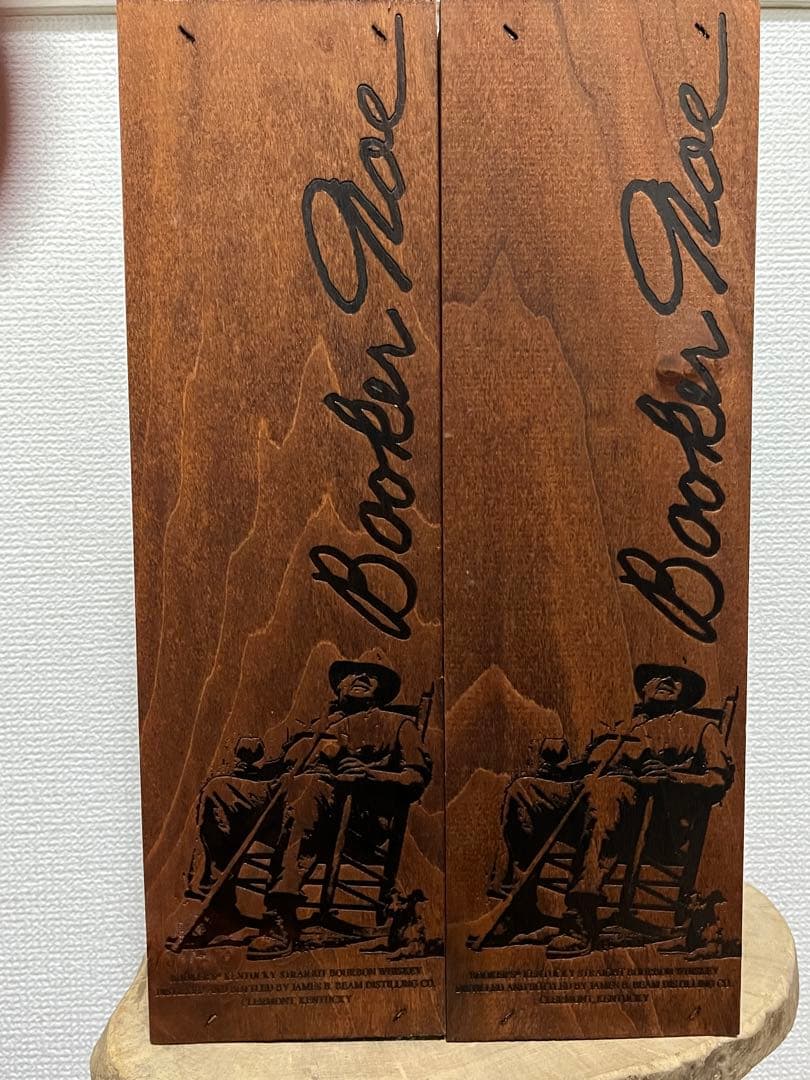 Booker Noe
BOOKER'S® KENTUCKY STRAIGHT BOURBON WHISKEY
DISTILLED AND BOTTLED BY JAMES B. BEAM DISTILLING CO.
CLERMONT, KENTUCKY
Booker Noe
BOOKER'S® KENTUCKY STRAIGHT BOURBON WHISKEY
DISTILLED AND BOTTLED BY JAMES B. BEAM DISTILLING CO.
CLERMONT, KENTUCKY